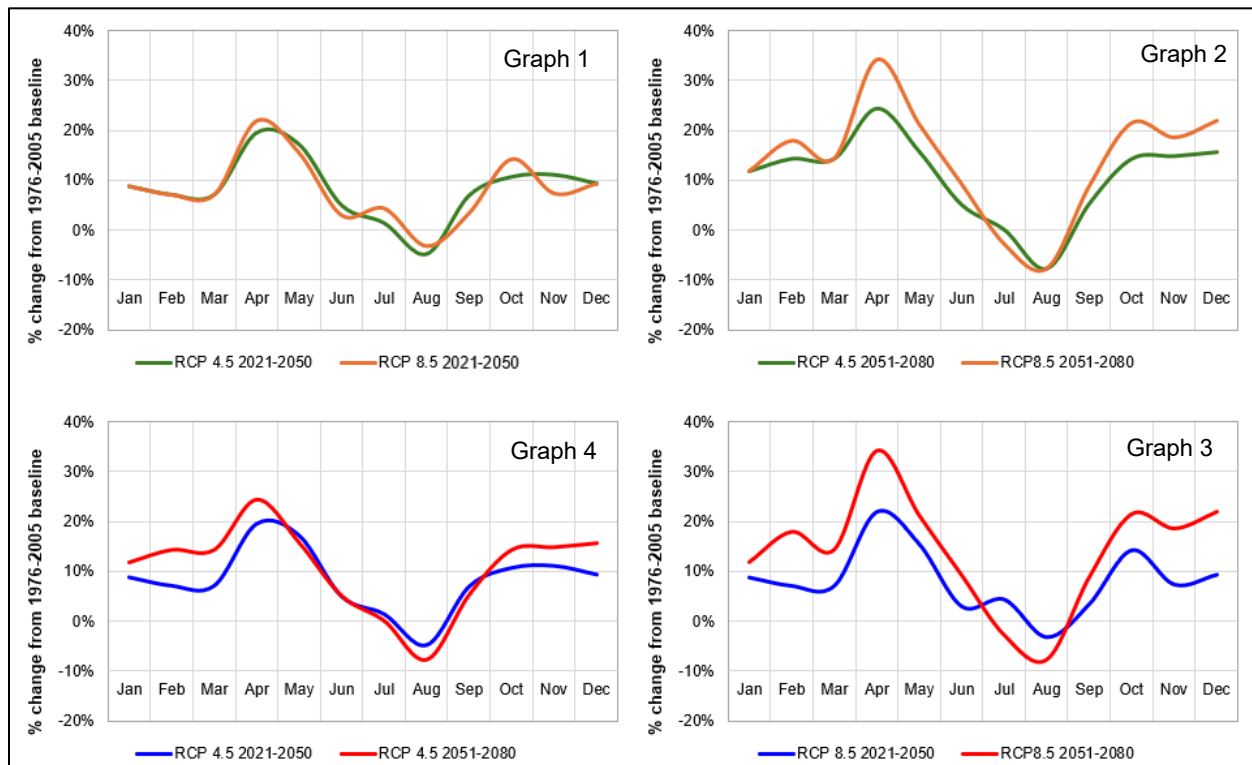 Graph 1
% change from 1976-2005 baseline
40%
30%
20%
10%
0%
-10%
-20%
Jan Feb Mar Apr May Jun Jul Aug Sep Oct Nov Dec
RCP 4.5 2021-2050 RCP 8.5 2021-2050
Graph 2
% change from 1976-2005 baseline
40%
30%
20%
10%
0%
-10%
-20%
Jan Feb Mar Apr May Jun Jul Aug Sep Oct Nov Dec
RCP 4.5 2051-2080 RCP8.5 2051-2080
Graph 4
% change from 1976-2005 baseline
40%
30%
20%
10%
0%
-10%
-20%
Jan Feb Mar Apr May Jun Jul Aug Sep Oct Nov Dec
RCP 4.5 2021-2050 RCP 4.5 2051-2080
Graph 3
% change from 1976-2005 baseline
40%
30%
20%
10%
0%
-10%
-20%
Jan Feb Mar Apr May Jun Jul Aug Sep Oct Nov Dec
RCP 8.5 2021-2050 RCP8.5 2051-2080